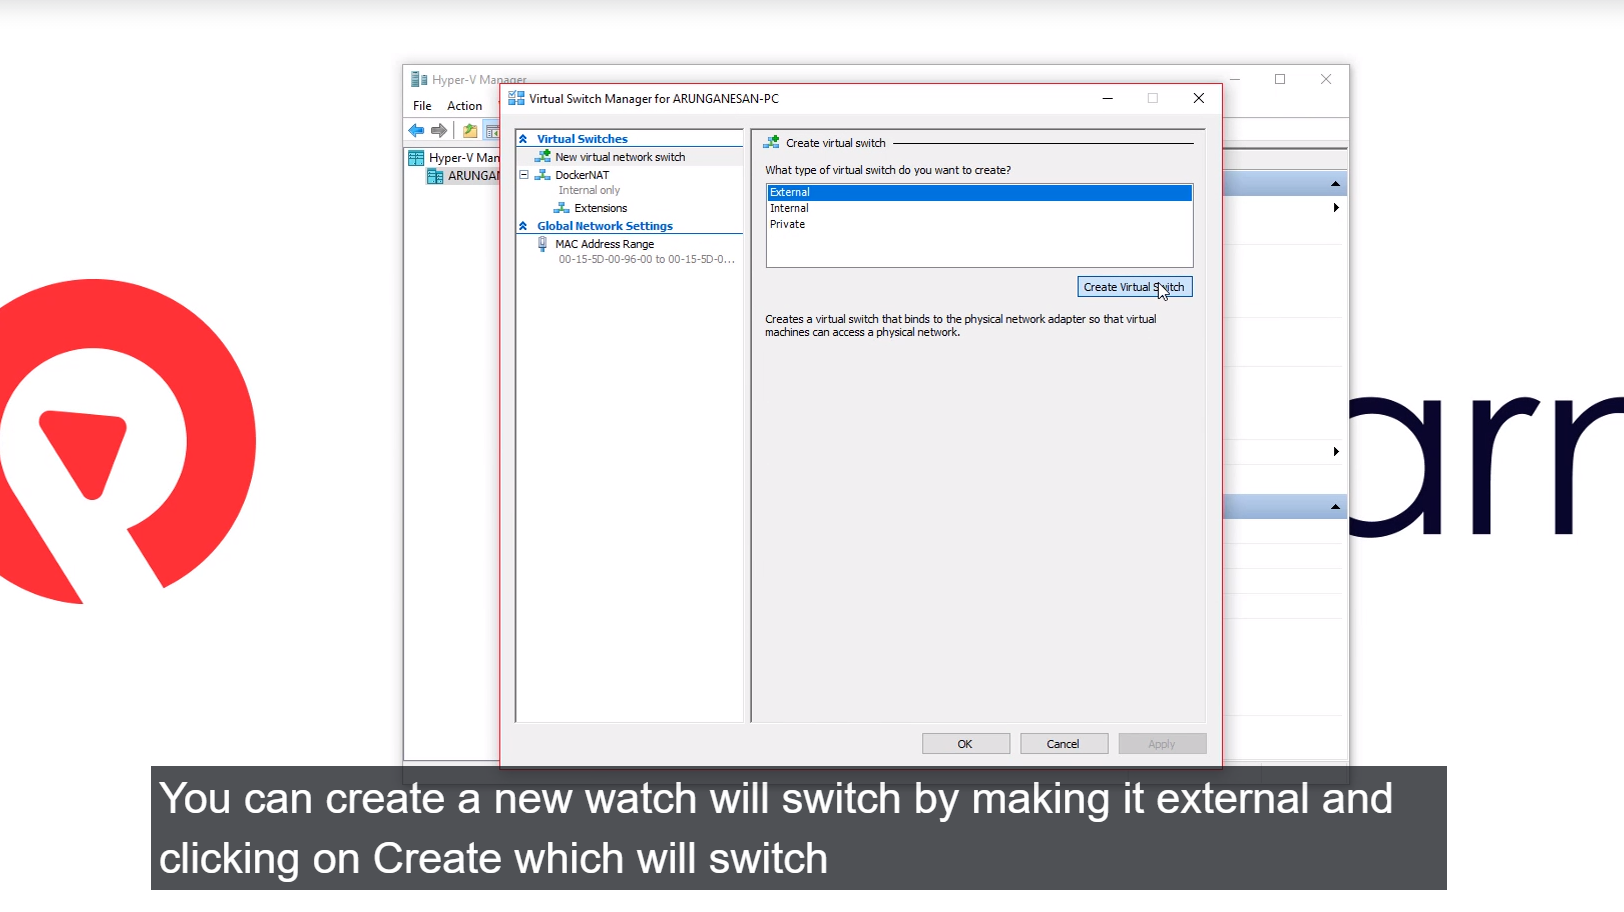 Hyper-V Manager
File Action
Virtual Switch Manager for ARUNGANESAN-PC
Hyper-V Man
ARUNGAN
Virtual Switches
New virtual network switch
DockerNAT
Internal only
Extensions
Global Network Settings
MAC Address Range
00-15-5D-00-96-00 to 00-15-5D-0...
Create virtual switch
What type of virtual switch do you want to create?
External
Internal
Private
Create Virtual Switch
Creates a virtual switch that binds to the physical network adapter so that virtual
machines can access a physical network.
OK Cancel Apply
arn
You can create a new watch will switch by making it external and
clicking on Create which will switch